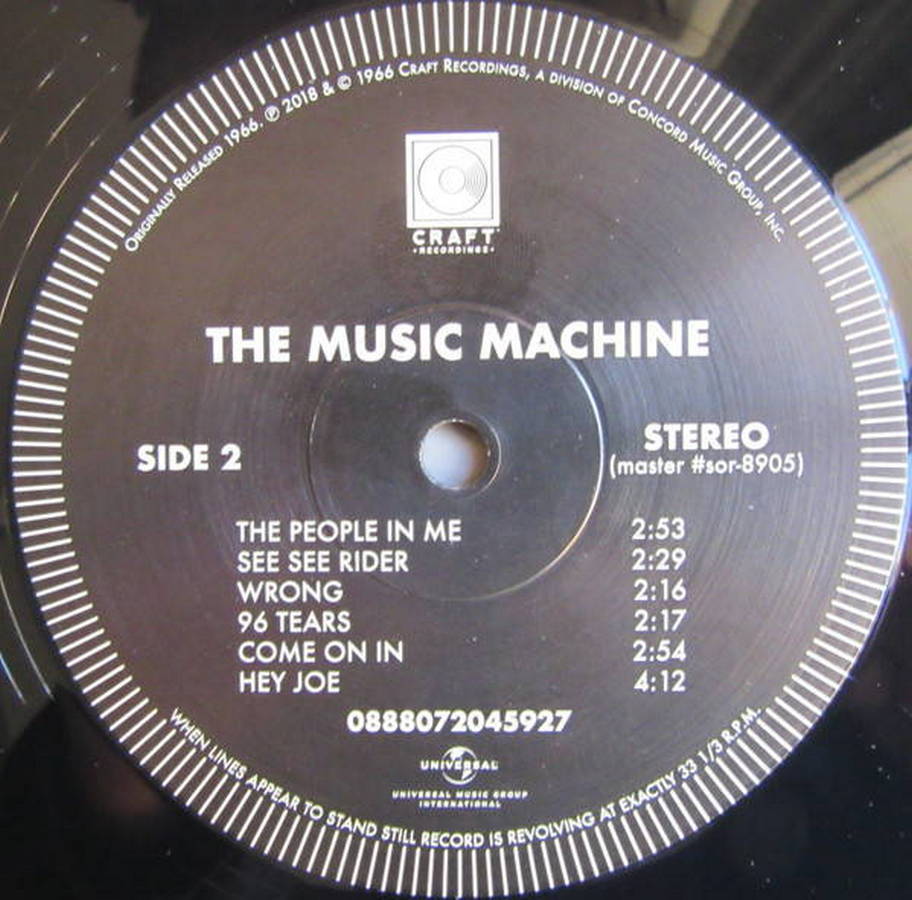 ORIGINALLY RELEASED 1966. ℗ 2018 & © 1966 CRAFT RECORDINGS, A DIVISION OF CONCORD MUSIC GROUP, INC.
CRAFT
•RECORDINGS•
THE MUSIC MACHINE
SIDE 2
STEREO
(master #sor-8905)
THE PEOPLE IN ME 2:53
SEE SEE RIDER 2:29
WRONG 2:16
96 TEARS 2:17
COME ON IN 2:54
HEY JOE 4:12
0888072045927
UNIVERSAL
UNIVERSAL MUSIC GROUP
INTERNATIONAL
WHEN LINES APPEAR TO STAND STILL RECORD IS REVOLVING AT EXACTLY 33 1/3 R.P.M.